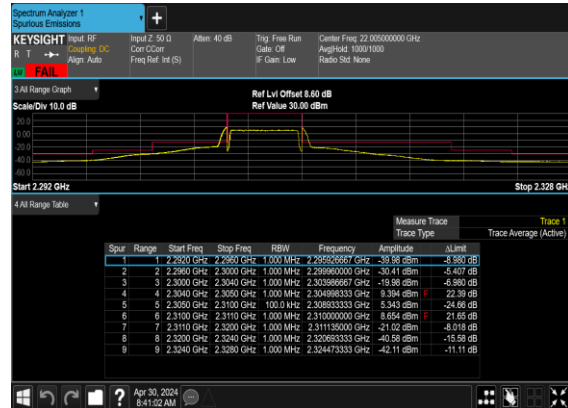 Spectrum Analyzer 1
Spurious Emissions
+
KEYSIGHT Input: RF Input Z: 50 Ω Atten: 40 dB Trig: Free Run Center Freq: 22.005000000 GHz
R T Coupling: DC Corr CCorr Gate: Off Avg|Hold: 1000/1000
Align: Auto Freq Ref: Int (S) IF Gain: Low Radio Std: None
FAIL
3 All Range Graph
Ref Lvl Offset 8.60 dB
Scale/Div 10.0 dB Ref Value 30.00 dBm
20.0
0.00
-20.0
-40.0
-60.0
Start 2.292 GHz Stop 2.328 GH
4 All Range Table
Measure Trace Trace 1
Trace Type Trace Average (Active)
Spur Range Start Freq Stop Freq RBW Frequency Amplitude ΔLimit
1 1 2.2920 GHz 2.2960 GHz 1.000 MHz 2.295926667 GHz -39.98 dBm -8.980 dB
2 2 2.2960 GHz 2.3000 GHz 1.000 MHz 2.299960000 GHz -30.41 dBm -5.407 dB
3 3 2.3000 GHz 2.3040 GHz 1.000 MHz 2.303986667 GHz -19.98 dBm -6.980 dB
4 4 2.3040 GHz 2.3050 GHz 1.000 MHz 2.304998333 GHz 9.394 dBm F 22.39 dB
5 5 2.3050 GHz 2.3100 GHz 100.0 kHz 2.308933333 GHz 5.343 dBm -24.66 dB
6 6 2.3100 GHz 2.3110 GHz 1.000 MHz 2.310000000 GHz 8.654 dBm F 21.65 dB
7 7 2.3110 GHz 2.3200 GHz 1.000 MHz 2.311135000 GHz -21.02 dBm -8.018 dB
8 8 2.3200 GHz 2.3240 GHz 1.000 MHz 2.320693333 GHz -40.58 dBm -15.58 dB
9 9 2.3240 GHz 2.3280 GHz 1.000 MHz 2.324473333 GHz -42.11 dBm -11.11 dB
? Apr 30, 2024
8:41:02 AM